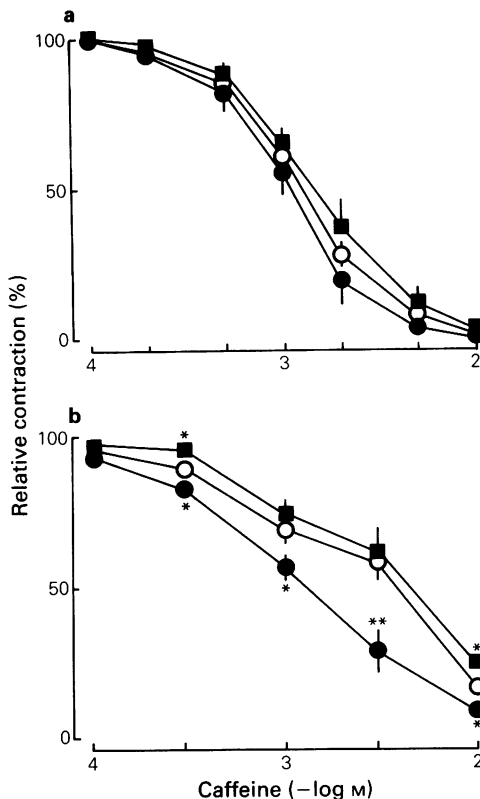 a
100
50
0
4 3 2
Relative contraction (%)
b
100
*
*
*
**
50
*
*
0
4 3 2
Caffeine (−log M)